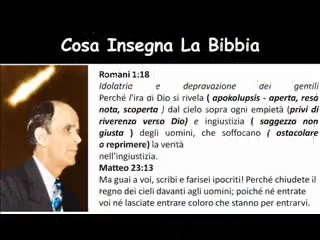 Cosa Insegna La Bibbia
Romani 1:18
Idolatria e depravazione dei gentili
Perché l'ira di Dio si rivela ( apokolupsis - aperta, resa
nota, scoperta ) dal cielo sopra ogni empietà (privi di
riverenza verso Dio) e ingiustizia ( saggezza non
giusta ) degli uomini, che soffocano ( ostacolare
a reprimere) la verità
nell'ingiustizia.
Matteo 23:13
Ma guai a voi, scribi e farisei ipocriti! Perché chiudete il
regno dei cieli davanti agli uomini; poiché né entrate
voi né lasciate entrare coloro che stanno per entrarvi.